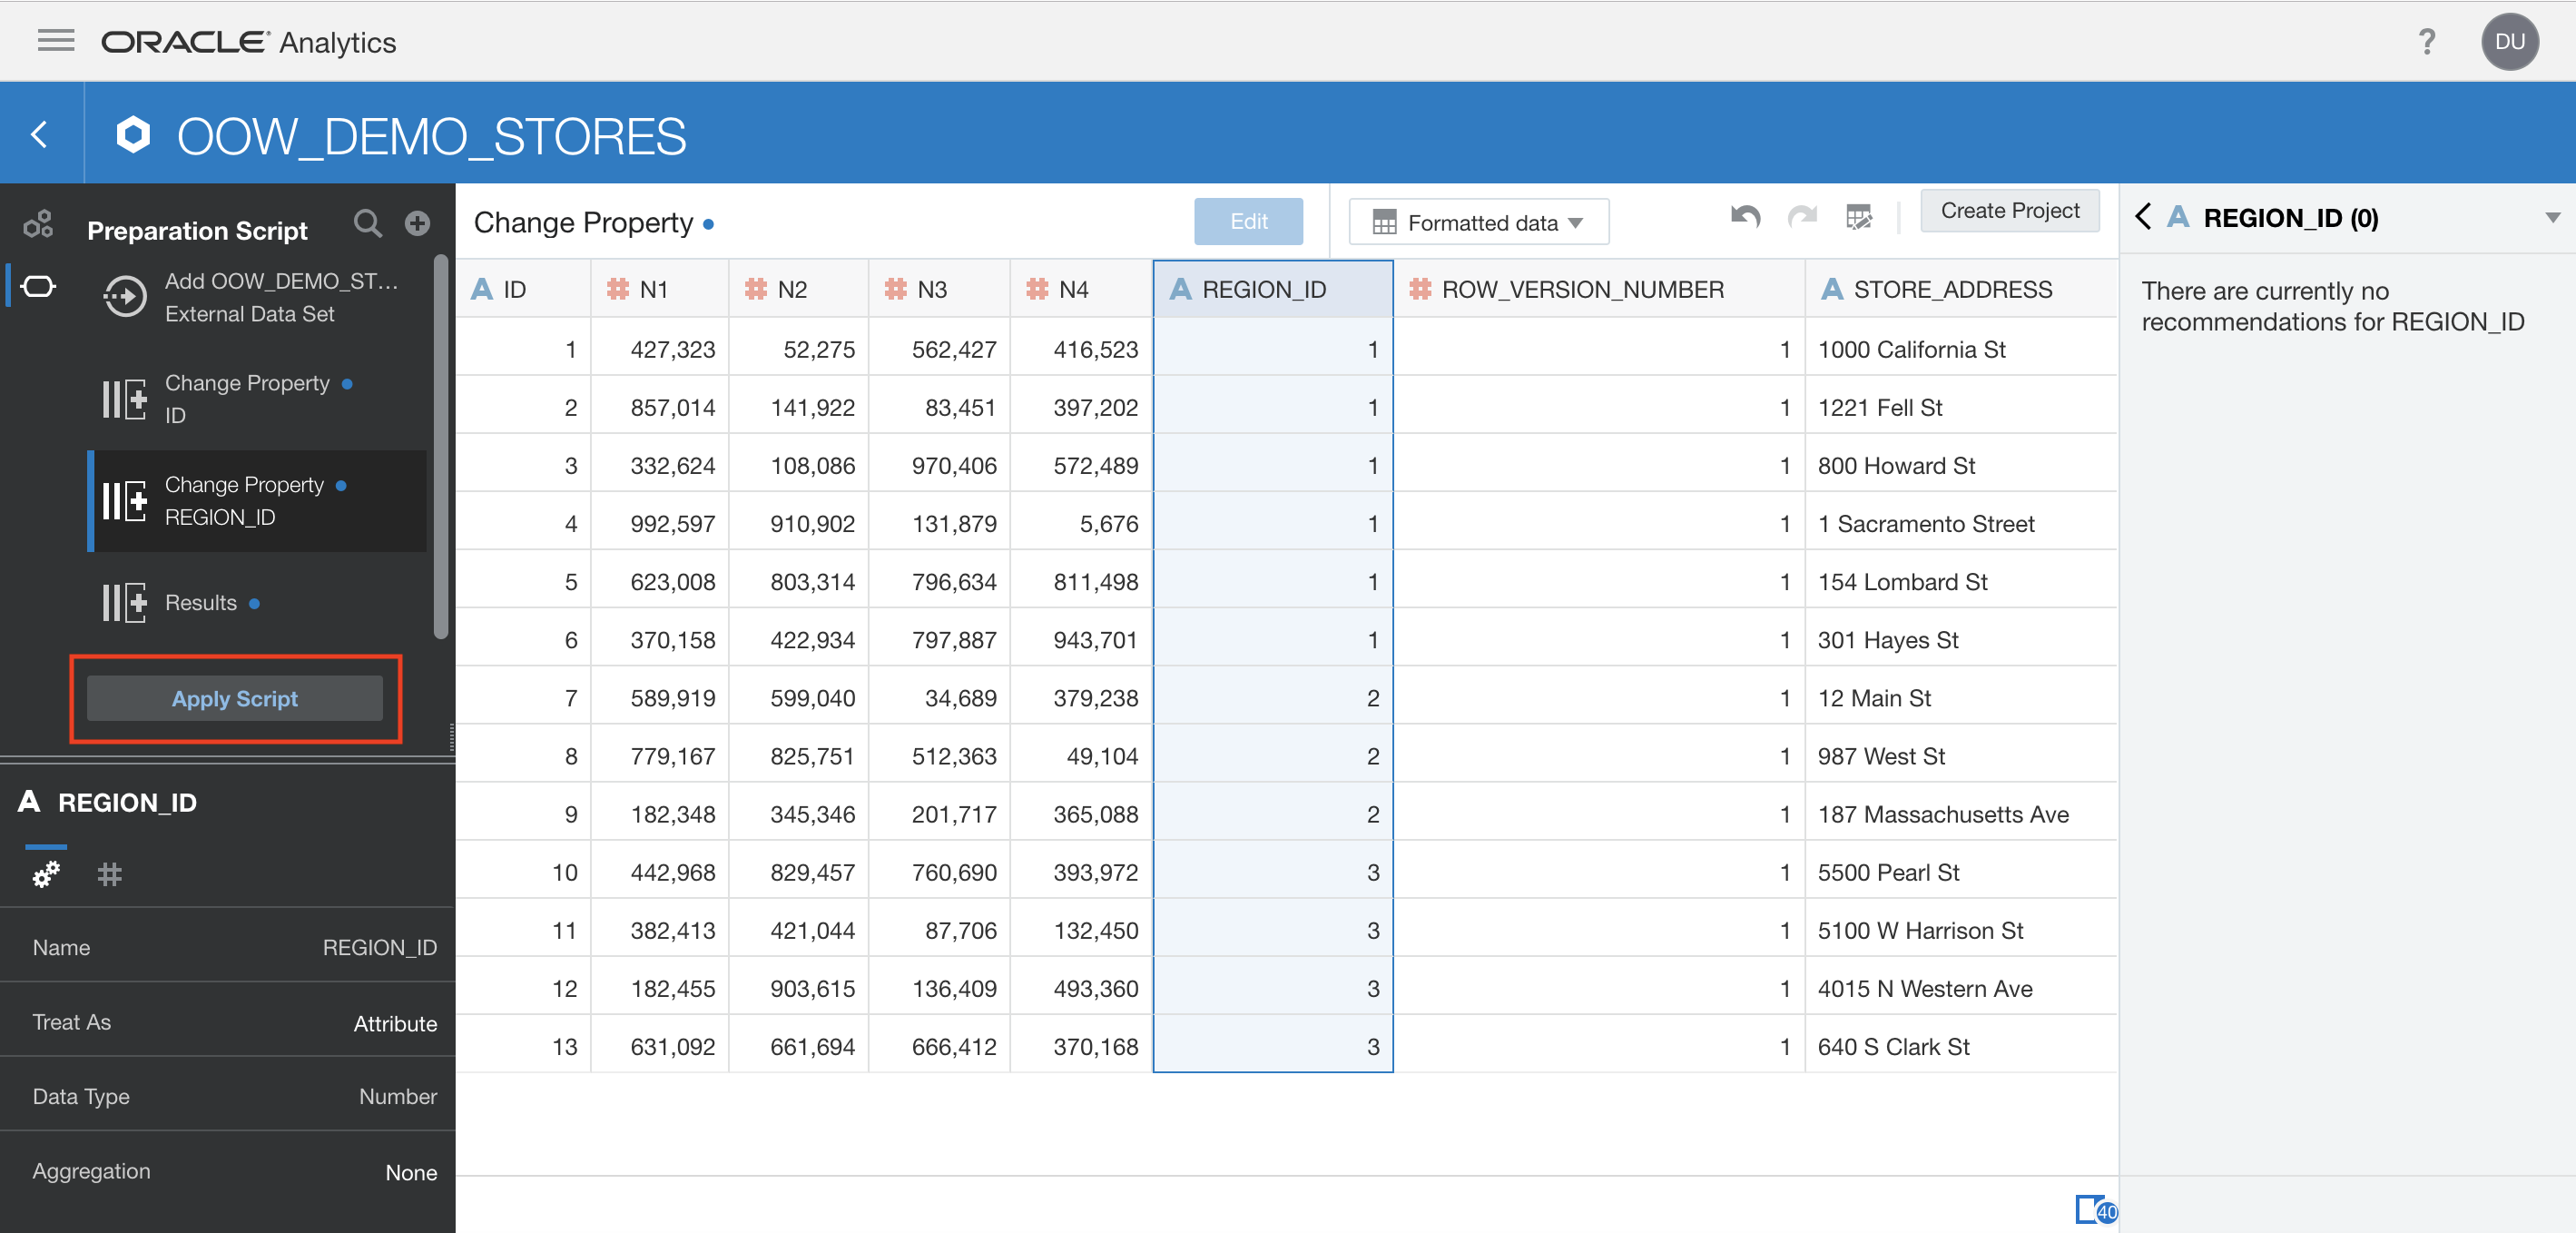 ORACLE® Analytics
?
DU
OOW_DEMO_STORES
Preparation Script
Add OOW_DEMO_ST...
External Data Set
Change Property
ID
Change Property
REGION_ID
Results
Apply Script
A REGION_ID
Name REGION_ID
Treat As Attribute
Data Type Number
Aggregation None
Change Property
Edit
Formatted data
Create Project
A ID # N1 # N2 # N3 # N4 A REGION_ID # ROW_VERSION_NUMBER A STORE_ADDRESS
1 427,323 52,275 562,427 416,523 1 1 1000 California St
2 857,014 141,922 83,451 397,202 1 1 1221 Fell St
3 332,624 108,086 970,406 572,489 1 1 800 Howard St
4 992,597 910,902 131,879 5,676 1 1 1 Sacramento Street
5 623,008 803,314 796,634 811,498 1 1 154 Lombard St
6 370,158 422,934 797,887 943,701 1 1 301 Hayes St
7 589,919 599,040 34,689 379,238 2 1 12 Main St
8 779,167 825,751 512,363 49,104 2 1 987 West St
9 182,348 345,346 201,717 365,088 2 1 187 Massachusetts Ave
10 442,968 829,457 760,690 393,972 3 1 5500 Pearl St
11 382,413 421,044 87,706 132,450 3 1 5100 W Harrison St
12 182,455 903,615 136,409 493,360 3 1 4015 N Western Ave
13 631,092 661,694 666,412 370,168 3 1 640 S Clark St
40
A REGION_ID (0)
There are currently no
recommendations for REGION_ID